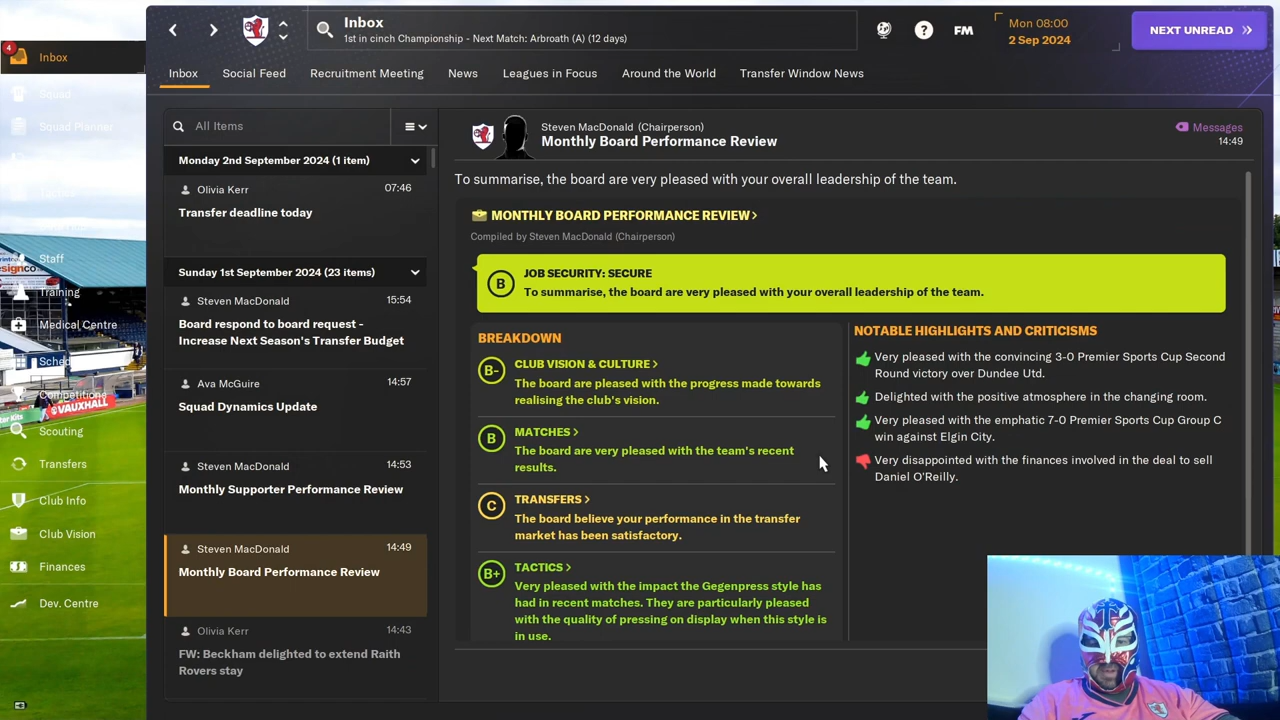 Inbox
1st in cinch Championship - Next Match: Arbroath (A) (12 days)
FM
Mon 08:00
2 Sep 2024
NEXT UNREAD
4
Inbox
Squad
Squad Planner
Staff
Training
Medical Centre
Sched
Competitions
Scouting
Transfers
Club Info
Club Vision
Finances
Dev. Centre
VAUXHALL
Inbox
Social Feed
Recruitment Meeting
News
Leagues in Focus
Around the World
Transfer Window News
All Items
Monday 2nd September 2024 (1 item)
Olivia Kerr 07:46
Transfer deadline today
Sunday 1st September 2024 (23 items)
Steven MacDonald 15:54
Board respond to board request -
Increase Next Season's Transfer Budget
Ava McGuire 14:57
Squad Dynamics Update
Steven MacDonald 14:53
Monthly Supporter Performance Review
Steven MacDonald 14:49
Monthly Board Performance Review
Olivia Kerr 14:43
FW: Beckham delighted to extend Raith
Rovers stay
Steven MacDonald (Chairperson)
Monthly Board Performance Review
Messages
14:49
To summarise, the board are very pleased with your overall leadership of the team.
MONTHLY BOARD PERFORMANCE REVIEW
Compiled by Steven MacDonald (Chairperson)
B
JOB SECURITY: SECURE
To summarise, the board are very pleased with your overall leadership of the team.
BREAKDOWN
B-
CLUB VISION & CULTURE
The board are pleased with the progress made towards
realising the club's vision.
B
MATCHES
The board are very pleased with the team's recent
results.
C
TRANSFERS
The board believe your performance in the transfer
market has been satisfactory.
B+
TACTICS
Very pleased with the impact the Gegenpress style has
had in recent matches. They are particularly pleased
with the quality of pressing on display when this style is
in use.
NOTABLE HIGHLIGHTS AND CRITICISMS
Very pleased with the convincing 3-0 Premier Sports Cup Second
Round victory over Dundee Utd.
Delighted with the positive atmosphere in the changing room.
Very pleased with the emphatic 7-0 Premier Sports Cup Group C
win against Elgin City.
Very disappointed with the finances involved in the deal to sell
Daniel O'Reilly.